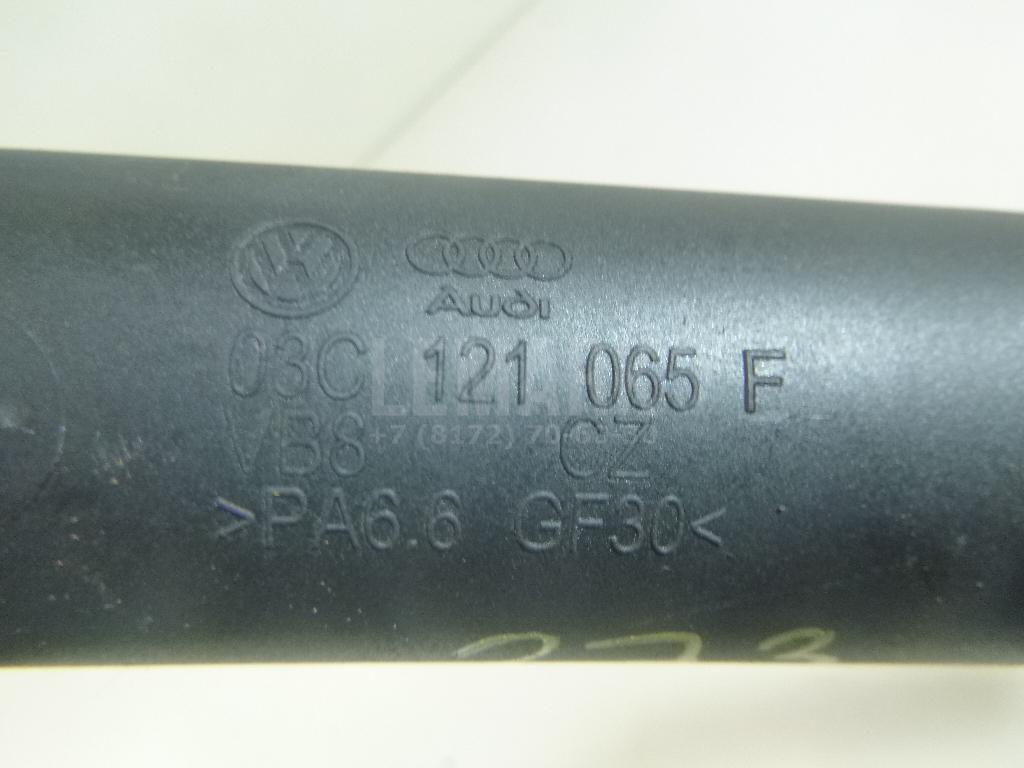 Audi
03C 121 065 F
VB8 CZ
>PA6.6 GF30<